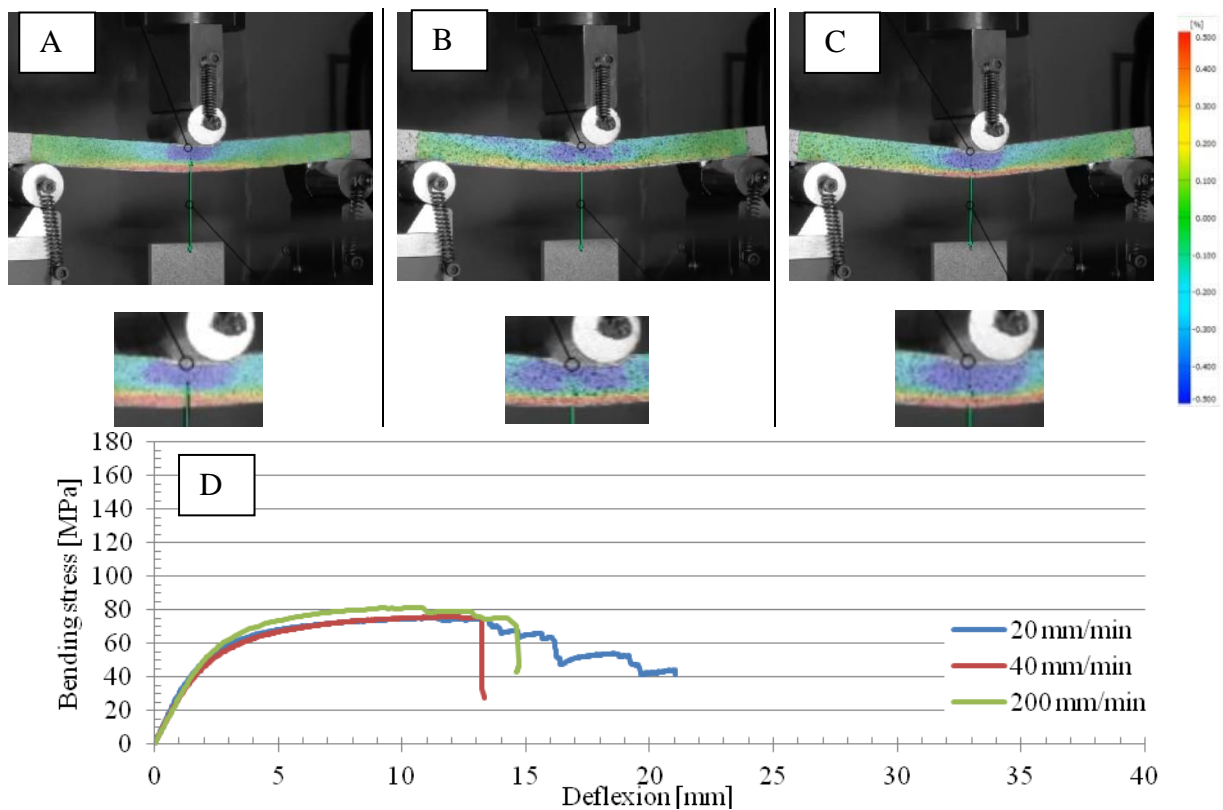 A
B
C
[%]
0.500
0.400
0.300
0.200
0.100
0.000
-0.100
-0.200
-0.300
-0.400
-0.500
D
180
160
140
120
100
80
60
40
20
0
Bending stress [MPa]
20 mm/min
40 mm/min
200 mm/min
0 5 10 15 20 25 30 35 40
Deflexion [mm]